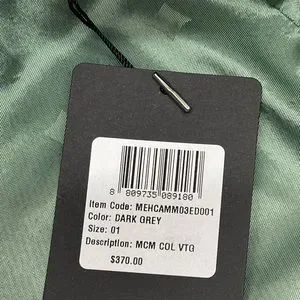 8 809735 089180
Item Code: MEHCAMM03ED001
Color: DARK GREY
Size: 01
Description: MCM COL VTG
$370.00